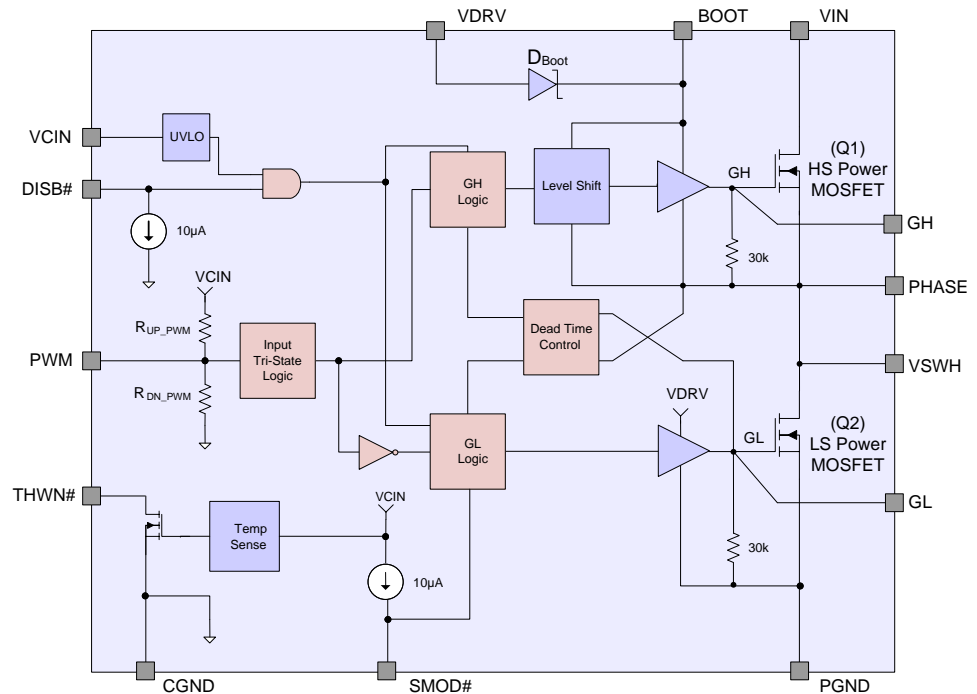 VDRV
BOOT
VIN
DBoot
VCIN
UVLO
(Q1)
HS Power
MOSFET
DISB#
GH
Logic
Level Shift
GH
10µA
GH
30k
VCIN
PHASE
RUP_PWM
Dead Time
Control
PWM
Input
Tri-State
Logic
VSWH
RDN_PWM
VDRV
(Q2)
LS Power
MOSFET
GL
Logic
GL
THWN#
VCIN
GL
Temp
Sense
30k
10µA
CGND
SMOD#
PGND